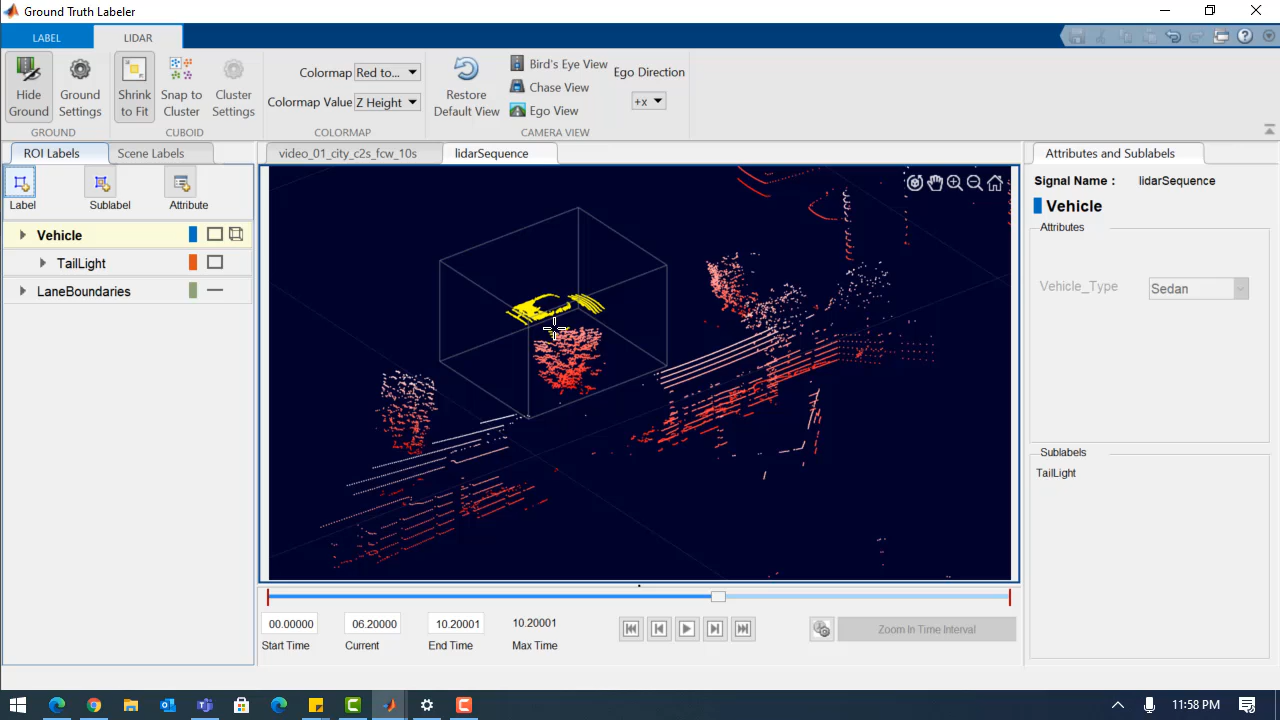 Ground Truth Labeler
LABEL
LIDAR
Hide Ground
Ground Settings
Shrink to Fit
Snap to Cluster
Cluster Settings
Colormap Red to...
Colormap Value Z Height
Restore Default View
Bird's Eye View
Chase View
Ego View
Ego Direction
+x
GROUND
CUBOID
COLORMAP
CAMERA VIEW
ROI Labels
Scene Labels
video_01_city_c2s_fcw_10s
lidarSequence
Attributes and Sublabels
Label
Sublabel
Attribute
Vehicle
TailLight
LaneBoundaries
Signal Name : lidarSequence
Vehicle
Attributes
Vehicle_Type Sedan
Sublabels
TailLight
00.00000
06.20000
10.20001
10.20001
Start Time
Current
End Time
Max Time
Zoom In Time Interval
11:58 PM